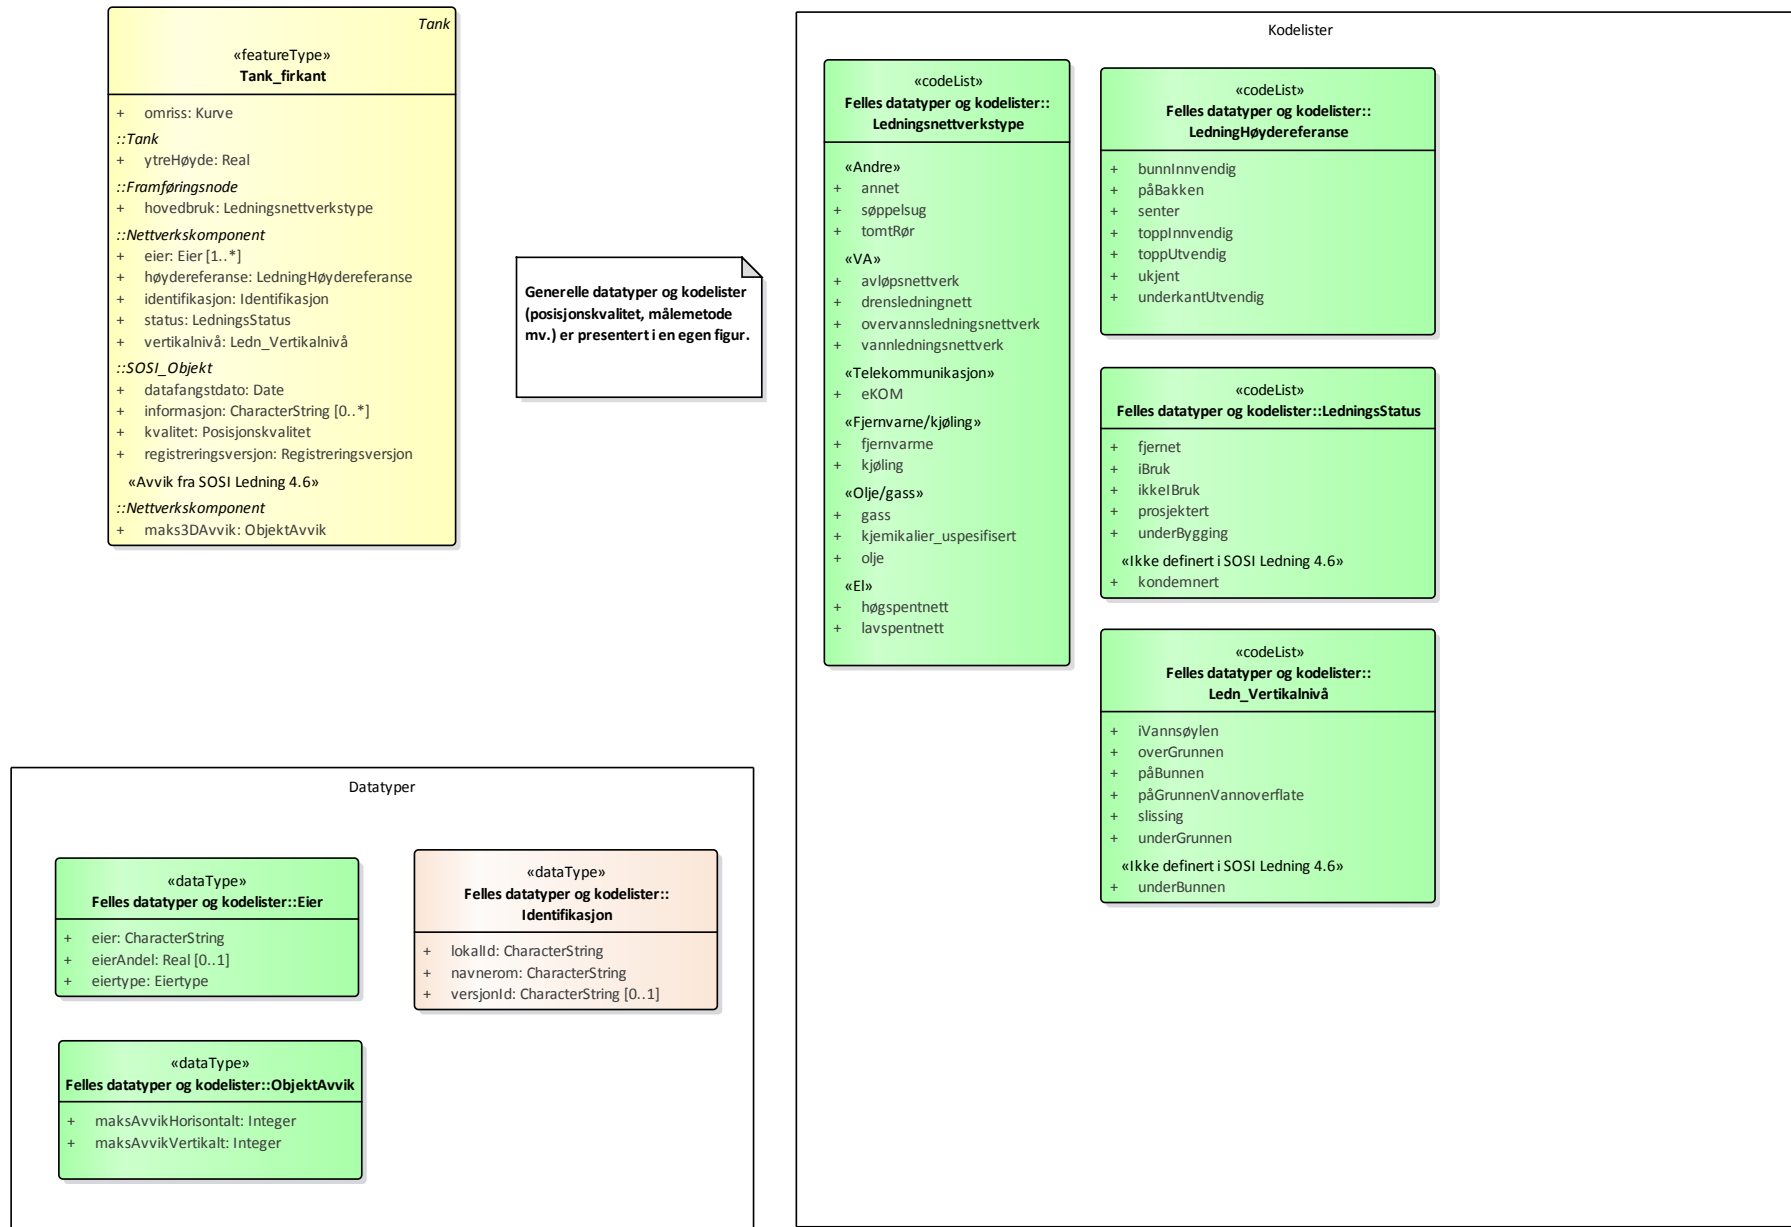 Tank
«featureType»
Tank_firkant
+ omriss: Kurve
::Tank
+ ytreHøyde: Real
::Framføringsnode
+ hovedbruk: Ledningsnettverkstype
::Nettverkskomponent
+ eier: Eier [1..*]
+ høydereferanse: LedningHøydereferanse
+ identifikasjon: Identifikasjon
+ status: LedningsStatus
+ vertikalnivå: Ledn_Vertikalnivå
::SOSI_Objekt
+ datafangstdato: Date
+ informasjon: CharacterString [0..*]
+ kvalitet: Posisjonskvalitet
+ registreringsversjon: Registreringsversjon
«Avvik fra SOSI Ledning 4.6»
::Nettverkskomponent
+ maks3DAvvik: ObjektAvvik
Generelle datatyper og kodelister
(posisjonskvalitet, målemetode
mv.) er presentert i en egen figur.
Kodelister
«codeList»
Felles datatyper og kodelister::
Ledningsnettverkstype
«Andre»
+ annet
+ søppelsug
+ tomtRør
«VA»
+ avløpsnettverk
+ drensledningnett
+ overvannsledningsnettverk
+ vannledningsnettverk
«Telekommunikasjon»
+ eKOM
«Fjernvarne/kjøling»
+ fjernvarme
+ kjøling
«Olje/gass»
+ gass
+ kjemikalier_uspesifisert
+ olje
«El»
+ høgspentnett
+ lavspentnett
«codeList»
Felles datatyper og kodelister::
LedningHøydereferanse
+ bunnInnvendig
+ påBakken
+ senter
+ toppInnvendig
+ toppUtvendig
+ ukjent
+ underkantUtvendig
«codeList»
Felles datatyper og kodelister::LedningsStatus
+ fjernet
+ iBruk
+ ikkeIBruk
+ prosjektert
+ underBygging
«Ikke definert i SOSI Ledning 4.6»
+ kondemnert
«codeList»
Felles datatyper og kodelister::
Ledn_Vertikalnivå
+ iVannsøylen
+ overGrunnen
+ påBunnen
+ påGrunnenVannoverflate
+ slissing
+ underGrunnen
«Ikke definert i SOSI Ledning 4.6»
+ underBunnen
Datatyper
«dataType»
Felles datatyper og kodelister::Eier
+ eier: CharacterString
+ eierAndel: Real [0..1]
+ eiertype: Eiertype
«dataType»
Felles datatyper og kodelister::
Identifikasjon
+ lokalId: CharacterString
+ navnerom: CharacterString
+ versjonId: CharacterString [0..1]
«dataType»
Felles datatyper og kodelister::ObjektAvvik
+ maksAvvikHorisontalt: Integer
+ maksAvvikVertikalt: Integer